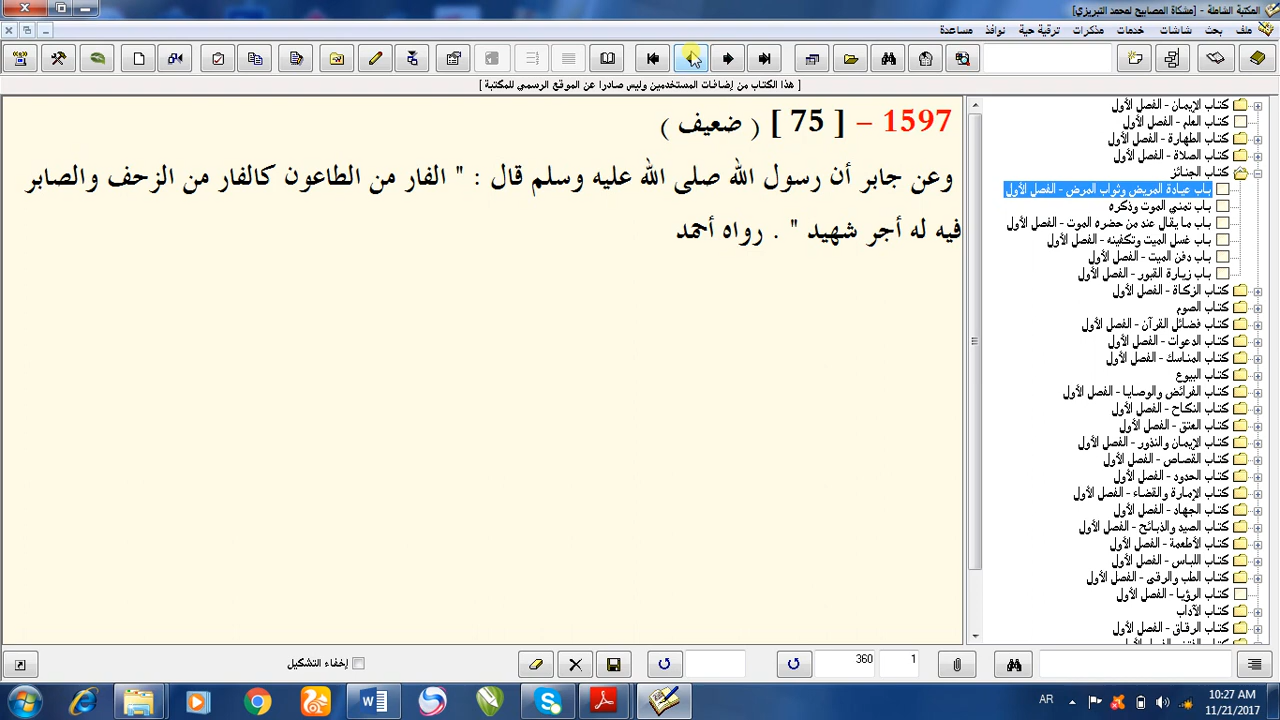 المكتبة الشاملة - [مشكاة المصابيح لمحمد التبريزي]
ملف بحث شاشات خدمات مذكرات ترقية حية نوافذ مساعدة
[ هذا الكتاب من إضافات المستخدمين وليس صادرا عن الموقع الرسمي للمكتبة ]
1597 - [ 75 ] ( ضعيف )
وعن جابر أن رسول الله صلى الله عليه وسلم قال : " الفار من الطاعون كالفار من الزحف والصابر
فيه له أجر شهيد " . رواه أحمد
كتاب الإيمان - الفصل الأول
كتاب العلم - الفصل الأول
كتاب الطهارة - الفصل الأول
كتاب الصلاة - الفصل الأول
كتاب الجنائز
باب عيادة المريض وثواب المرض - الفصل الأول
باب تمني الموت وذكره
باب ما يقال عند من حضره الموت - الفصل الأول
باب غسل الميت وتكفينه - الفصل الأول
باب دفن الميت - الفصل الأول
باب زيارة القبور - الفصل الأول
كتاب الزكاة - الفصل الأول
كتاب الصوم
كتاب فضائل القرآن - الفصل الأول
كتاب الدعوات - الفصل الأول
كتاب المناسك - الفصل الأول
كتاب البيوع
كتاب الفرائض والوصايا - الفصل الأول
كتاب النكاح - الفصل الأول
كتاب العتق - الفصل الأول
كتاب الإيمان والنذور - الفصل الأول
كتاب القصاص - الفصل الأول
كتاب الحدود - الفصل الأول
كتاب الإمارة والقضاء - الفصل الأول
كتاب الجهاد - الفصل الأول
كتاب الصيد والذبائح - الفصل الأول
كتاب الأطعمة - الفصل الأول
كتاب اللباس - الفصل الأول
كتاب الطب والرقى - الفصل الأول
كتاب الرؤيا - الفصل الأول
كتاب الآداب
كتاب الرقاق - الفصل الأول
إخفاء التشكيل
360 1
AR
10:27 AM
11/21/2017